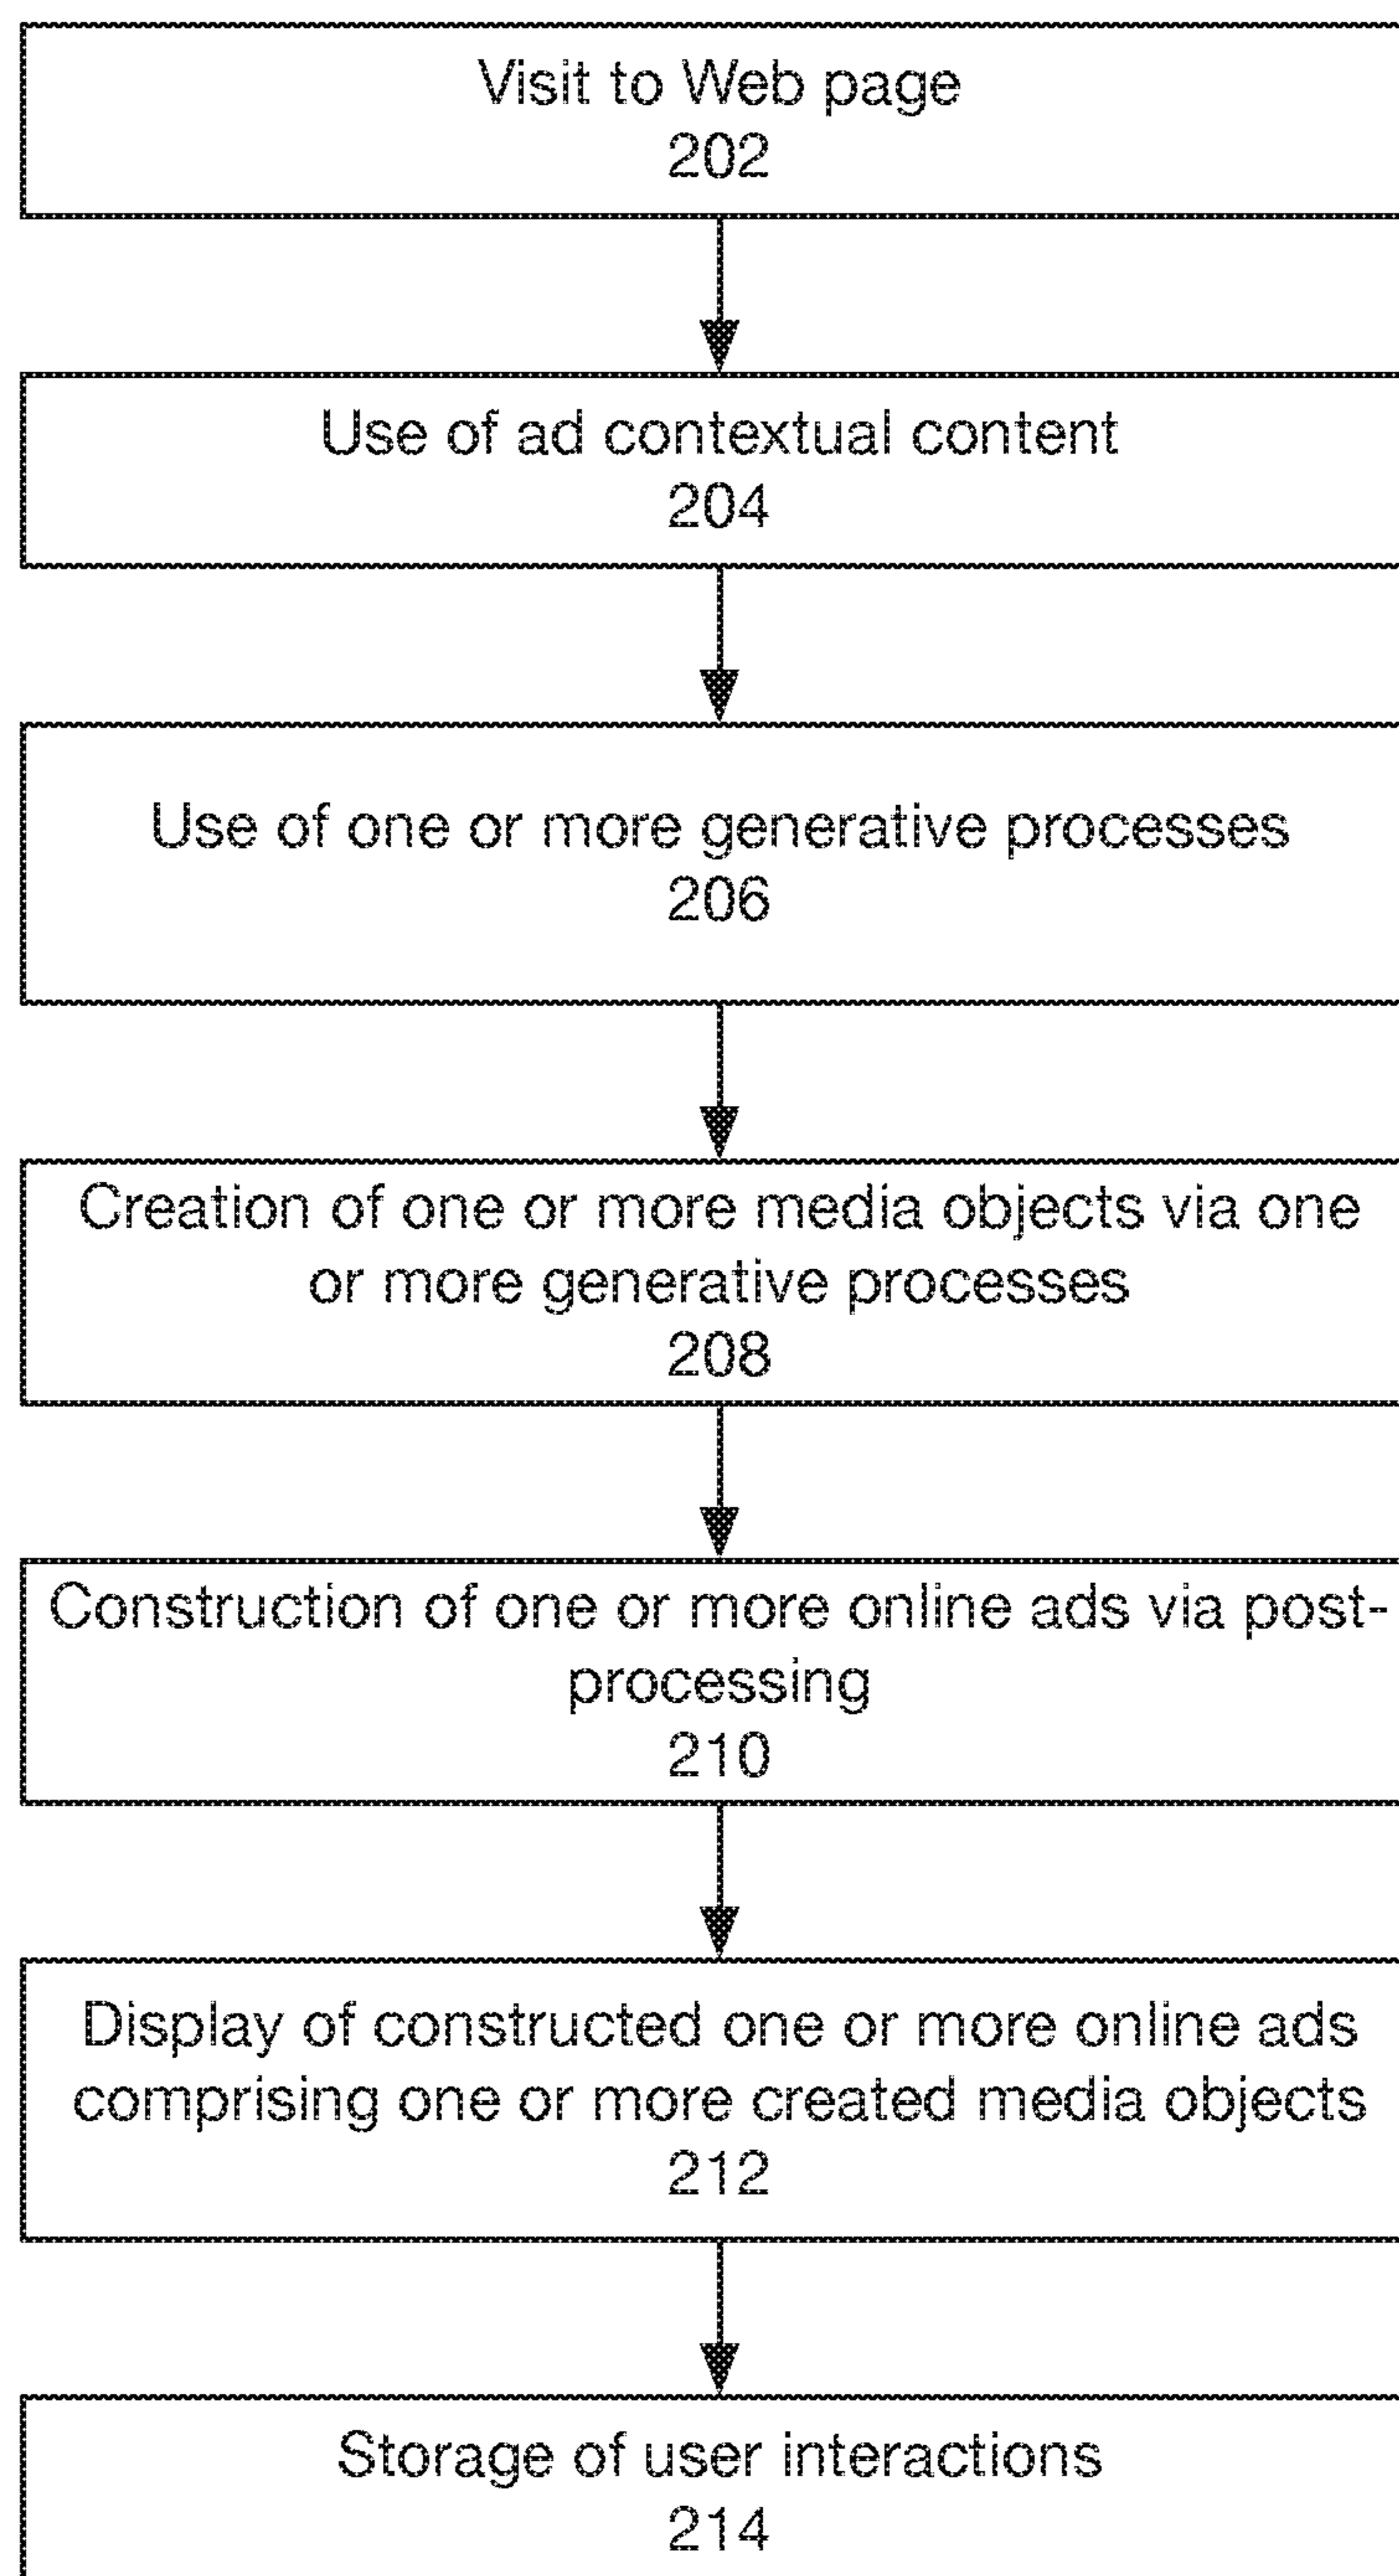 Visit to Web page
202
Use of ad contextual content
204
Use of one or more generative processes
206
Creation of one or more media objects via one
or more generative processes
208
Construction of one or more online ads via post-
processing
210
Display of constructed one or more online ads
comprising one or more created media objects
212
Storage of user interactions
214